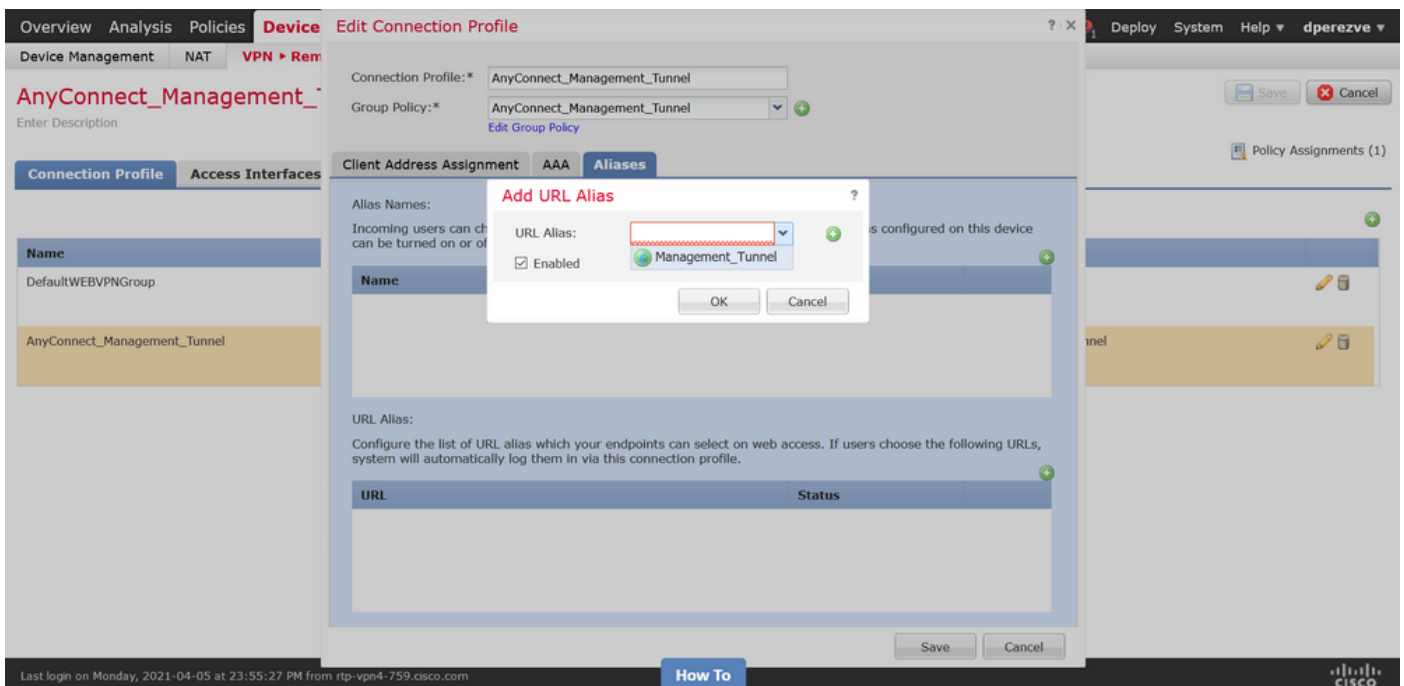 Overview Analysis Policies Device
Edit Connection Profile
? X
1 Deploy System Help dperezve
Device Management NAT VPN ▸ Rem
Connection Profile:* AnyConnect_Management_Tunnel
AnyConnect_Management_
Save Cancel
Group Policy:* AnyConnect_Management_Tunnel
Enter Description
Edit Group Policy
Policy Assignments (1)
Connection Profile Access Interfaces
Client Address Assignment AAA Aliases
Add URL Alias ?
Alias Names:
Incoming users can ch
s configured on this device
can be turned on or of
URL Alias:
Management_Tunnel
Enabled
OK Cancel
Name
Name
DefaultWEBVPNGroup
AnyConnect_Management_Tunnel
nnel
URL Alias:
Configure the list of URL alias which your endpoints can select on web access. If users choose the following URLs,
system will automatically log them in via this connection profile.
URL Status
Save Cancel
Last login on Monday, 2021-04-05 at 23:55:27 PM from rtp-vpn4-759.cisco.com
How To
CISCO